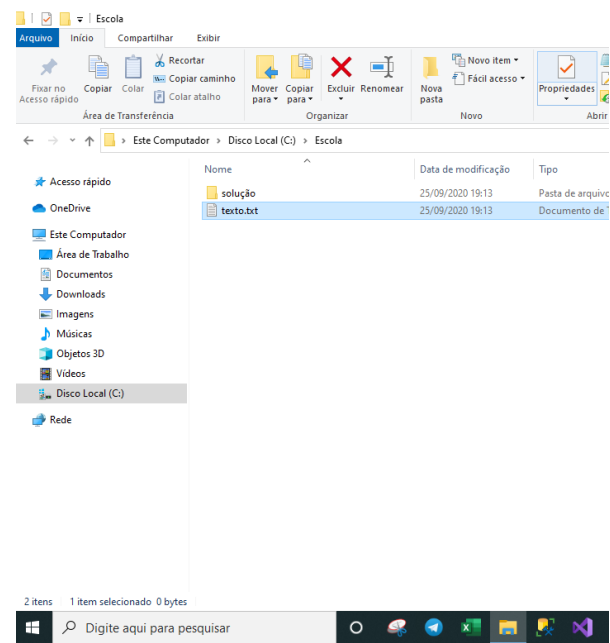 Escola
Arquivo Início Compartilhar Exibir
Fixar no Acesso rápido
Copiar
Colar
Recortar
Copiar caminho
Colar atalho
Mover para
Copiar para
Excluir
Renomear
Nova pasta
Novo item
Fácil acesso
Propriedades
Área de Transferência Organizar Novo Abrir
Este Computador Disco Local (C:) Escola
Nome Data de modificação Tipo
solução 25/09/2020 19:13 Pasta de arquivo
texto.txt 25/09/2020 19:13 Documento de
Acesso rápido
OneDrive
Este Computador
Área de Trabalho
Documentos
Downloads
Imagens
Músicas
Objetos 3D
Vídeos
Disco Local (C:)
Rede
2 itens 1 item selecionado 0 bytes
Digite aqui para pesquisar